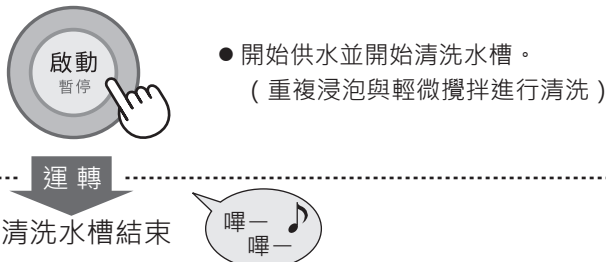 啟動
暫停
●開始供水並開始清洗水槽。
（重複浸泡與輕微攪拌進行清洗）
運轉
清洗水槽結束
嗶－
嗶－